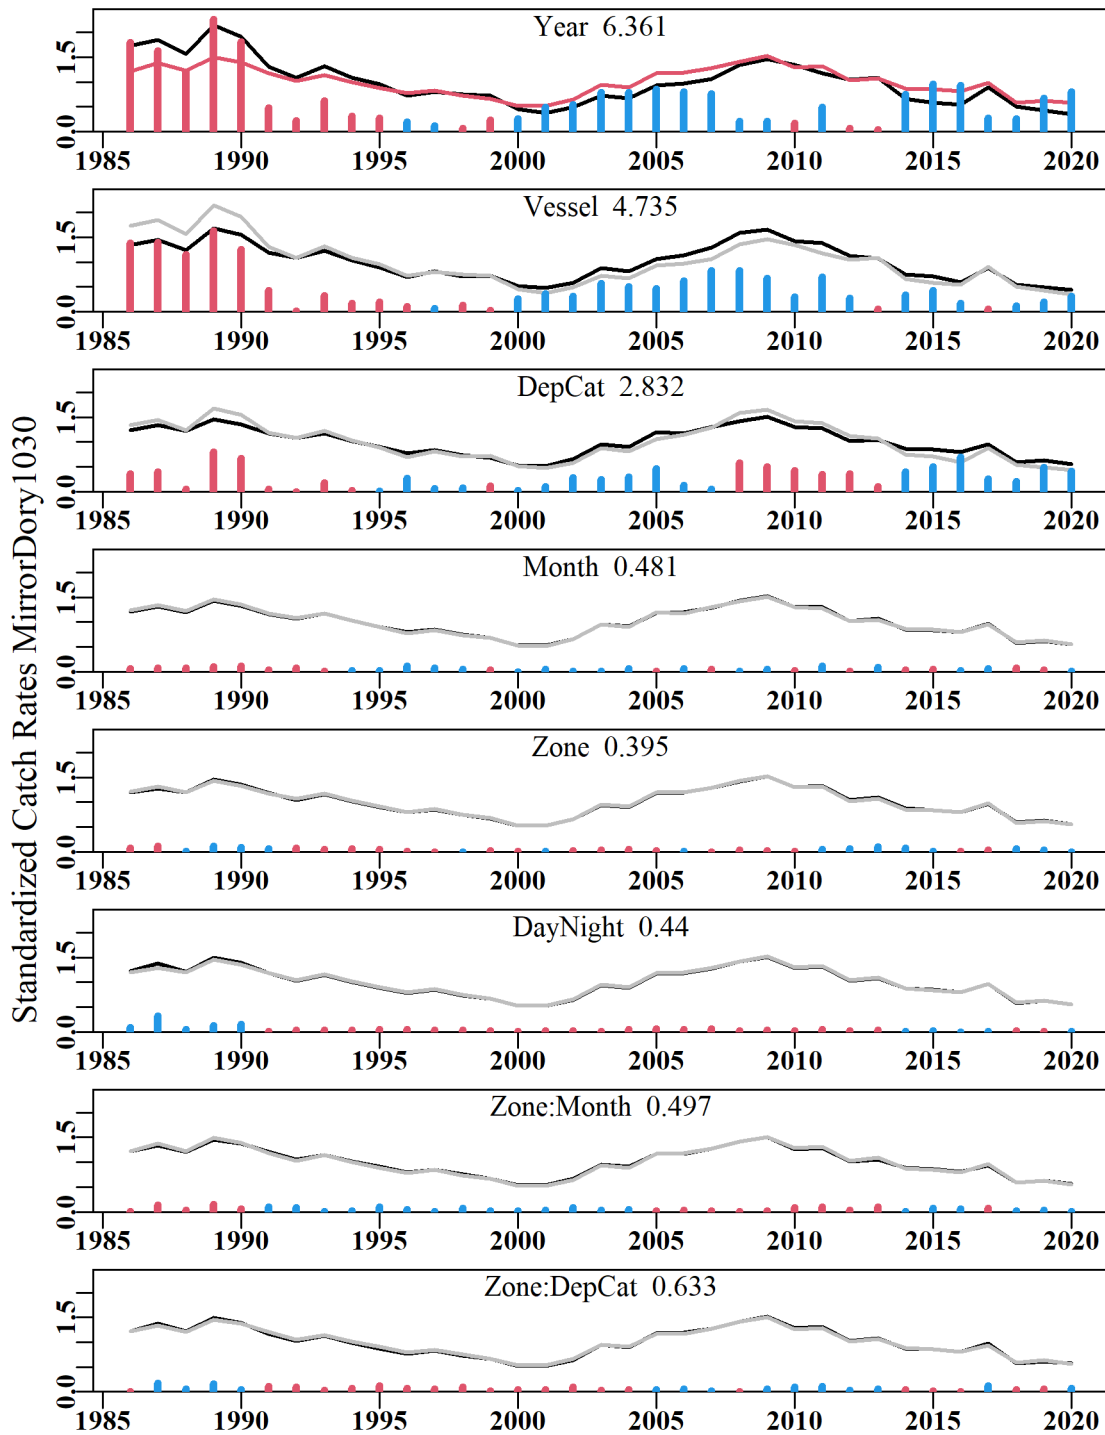 Standardized Catch Rates MirrorDory1030
Year 6.361
0.0 1.5
1985 1990 1995 2000 2005 2010 2015 2020
Vessel 4.735
0.0 1.5
1985 1990 1995 2000 2005 2010 2015 2020
DepCat 2.832
0.0 1.5
1985 1990 1995 2000 2005 2010 2015 2020
Month 0.481
0.0 1.5
1985 1990 1995 2000 2005 2010 2015 2020
Zone 0.395
0.0 1.5
1985 1990 1995 2000 2005 2010 2015 2020
DayNight 0.44
0.0 1.5
1985 1990 1995 2000 2005 2010 2015 2020
Zone:Month 0.497
0.0 1.5
1985 1990 1995 2000 2005 2010 2015 2020
Zone:DepCat 0.633
0.0 1.5
1985 1990 1995 2000 2005 2010 2015 2020